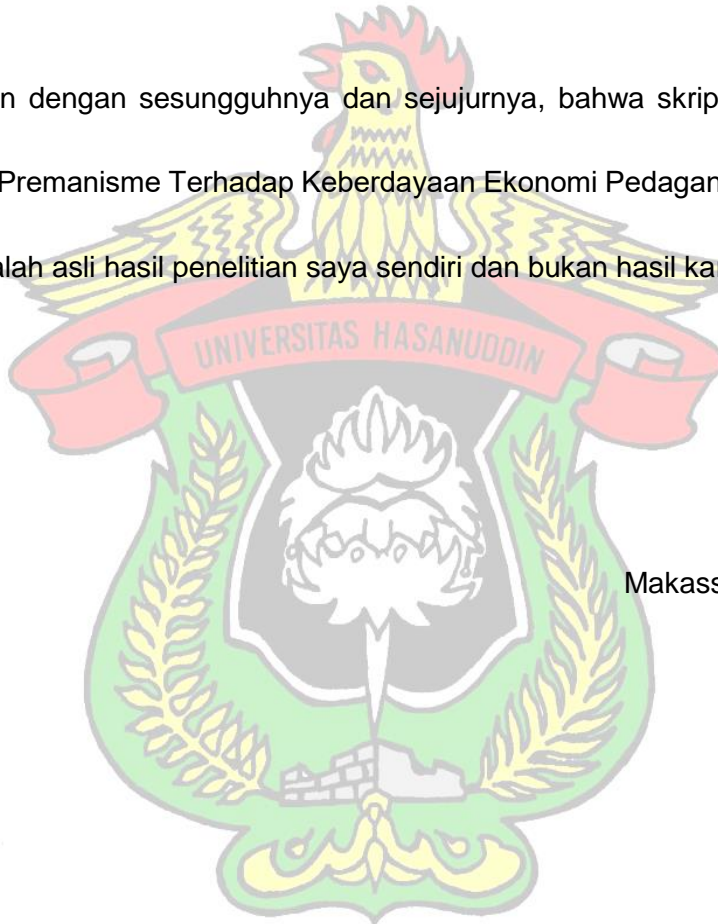 n dengan sesungguhnya dan sejujurnya, bahwa skrip
Premanisme Terhadap Keberdayaan Ekonomi Pedagan
alah asli hasil penelitian saya sendiri dan bukan hasil ka
UNIVERSITAS HASANUDDIN
Makass